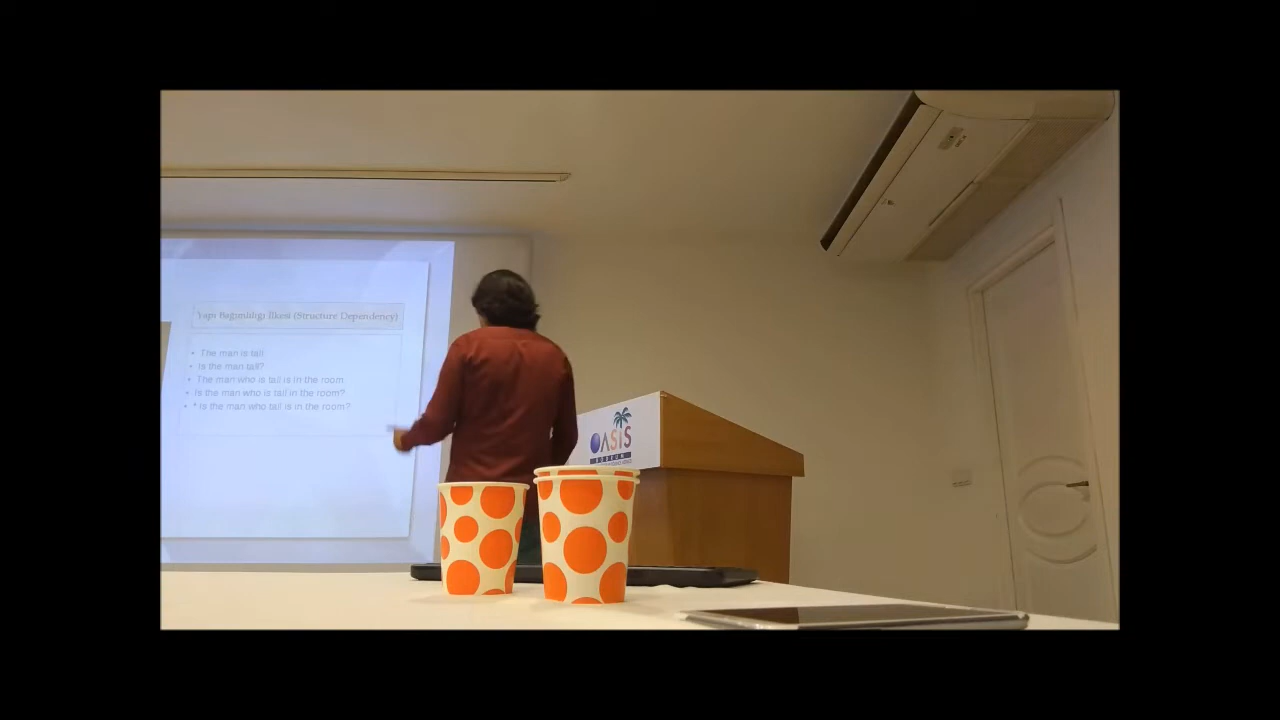 Yapı Bağımlılığı İlkesi (Structure Dependency)
• The man is tall
• Is the man tall?
• The man who is tall is in the room
• Is the man who is tall in the room?
• * Is the man who tall is in the room?
OASIS
BODRUM